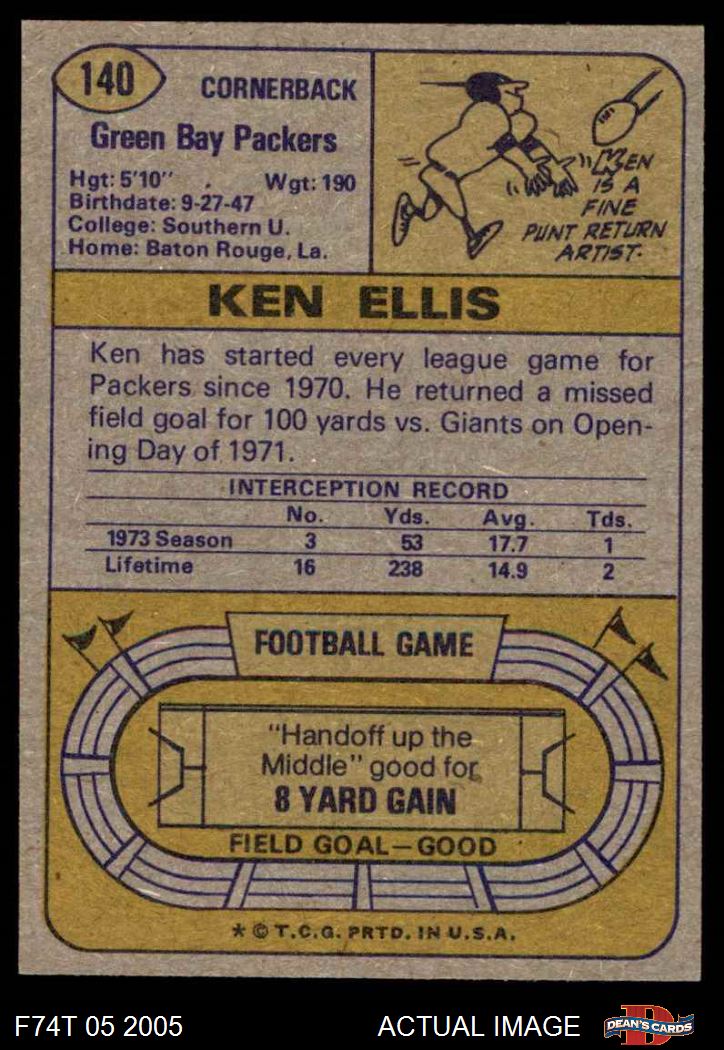 140
CORNERBACK
Green Bay Packers
Hgt: 5'10" Wgt: 190
Birthdate: 9-27-47
College: Southern U.
Home: Baton Rouge, La.
"KEN
IS A
FINE
PUNT RETURN
ARTIST.
KEN ELLIS
Ken has started every league game for
Packers since 1970. He returned a missed
field goal for 100 yards vs. Giants on Open-
ing Day of 1971.
INTERCEPTION RECORD
No. Yds. Avg. Tds.
1973 Season 3 53 17.7 1
Lifetime 16 238 14.9 2
FOOTBALL GAME
"Handoff up the
Middle" good for
8 YARD GAIN
FIELD GOAL—GOOD
* © T.C.G. PRTD. IN U.S.A.
F74T 05 2005 ACTUAL IMAGE
D
DEAN'S CARDS